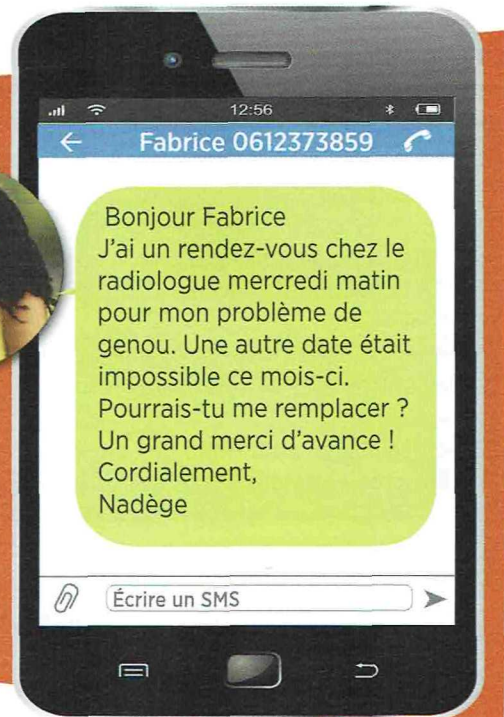 12:56
Fabrice 0612373859
Bonjour Fabrice
J'ai un rendez-vous chez le
radiologue mercredi matin
pour mon problème de
genou. Une autre date était
impossible ce mois-ci.
Pourrais-tu me remplacer ?
Un grand merci d'avance !
Cordialement,
Nadège
Écrire un SMS